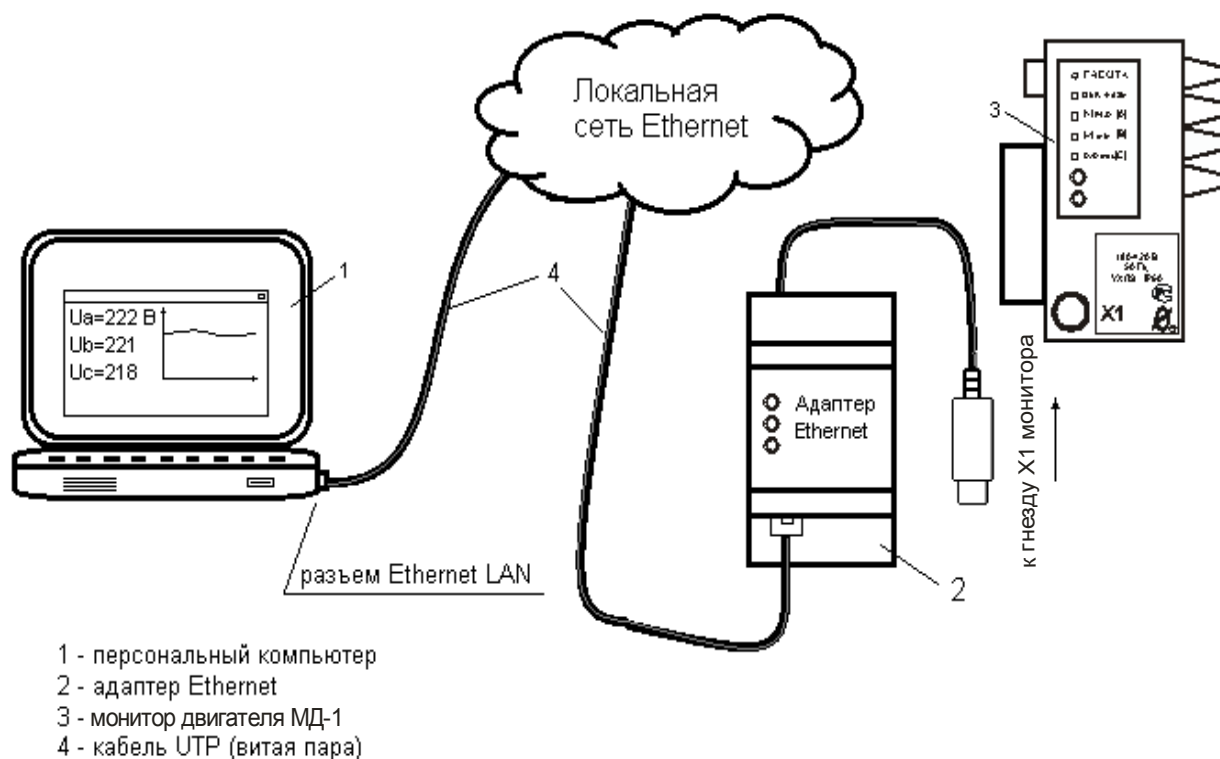 Локальная
сеть Ethernet
3
1
4
Ua=222 В
Ub=221
Uc=218
X1
Адаптер
Ethernet
к гнезду X1 монитора
2
разъем Ethernet LAN
1 - персональный компьютер
2 - адаптер Ethernet
3 - монитор двигателя МД-1
4 - кабель UTP (витая пара)